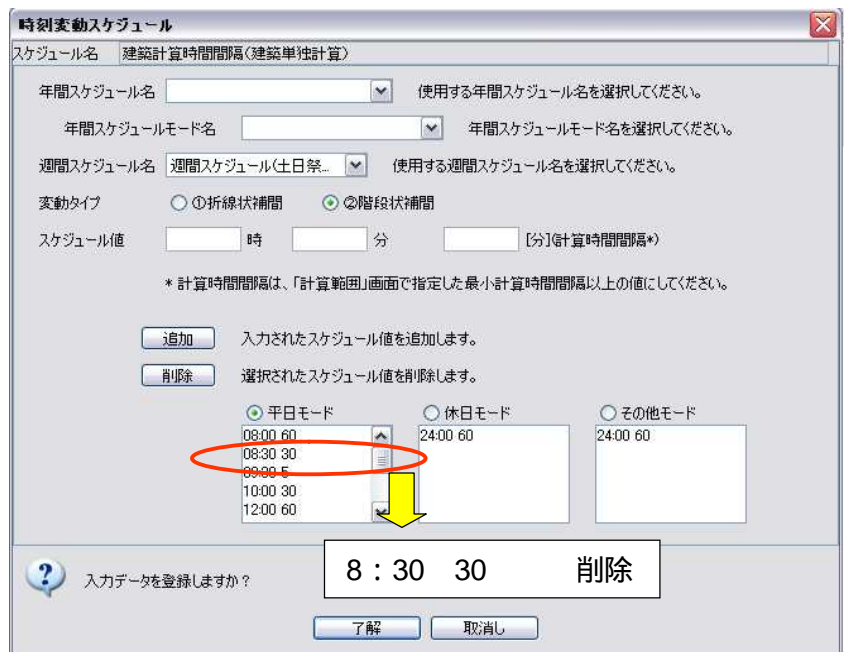 時刻変動スケジュール
スケジュール名 建築計算時間間隔(建築単独計算)
年間スケジュール名 使用する年間スケジュール名を選択してください。
年間スケジュールモード名 年間スケジュールモード名を選択してください。
週間スケジュール名 週間スケジュール(土日祭... 使用する週間スケジュール名を選択してください。
変動タイプ ①折線状補間 ②階段状補間
スケジュール値 時 分 [分](計算時間間隔*)
* 計算時間間隔は、「計算範囲」画面で指定した最小計算時間間隔以上の値にしてください。
追加 入力されたスケジュール値を追加します。
削除 選択されたスケジュール値を削除します。
平日モード 休日モード その他モード
08:00 60 24:00 60 24:00 60
08:30 30
09:00 5
10:00 30
12:00 60
8：30 30 削除
入力データを登録しますか？
了解 取消し